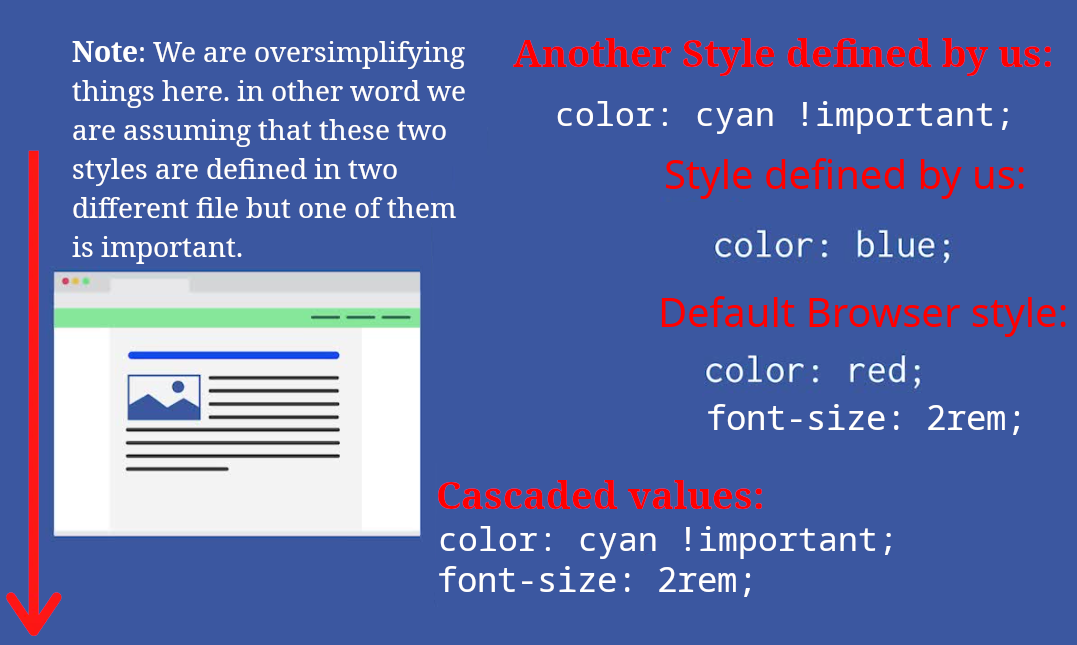 Note: We are oversimplifying
things here. in other word we
are assuming that these two
styles are defined in two
different file but one of them
is important.
Another Style defined by us:
color: cyan !important;
Style defined by us:
color: blue;
Default Browser style:
color: red;
font-size: 2rem;
Cascaded values:
color: cyan !important;
font-size: 2rem;